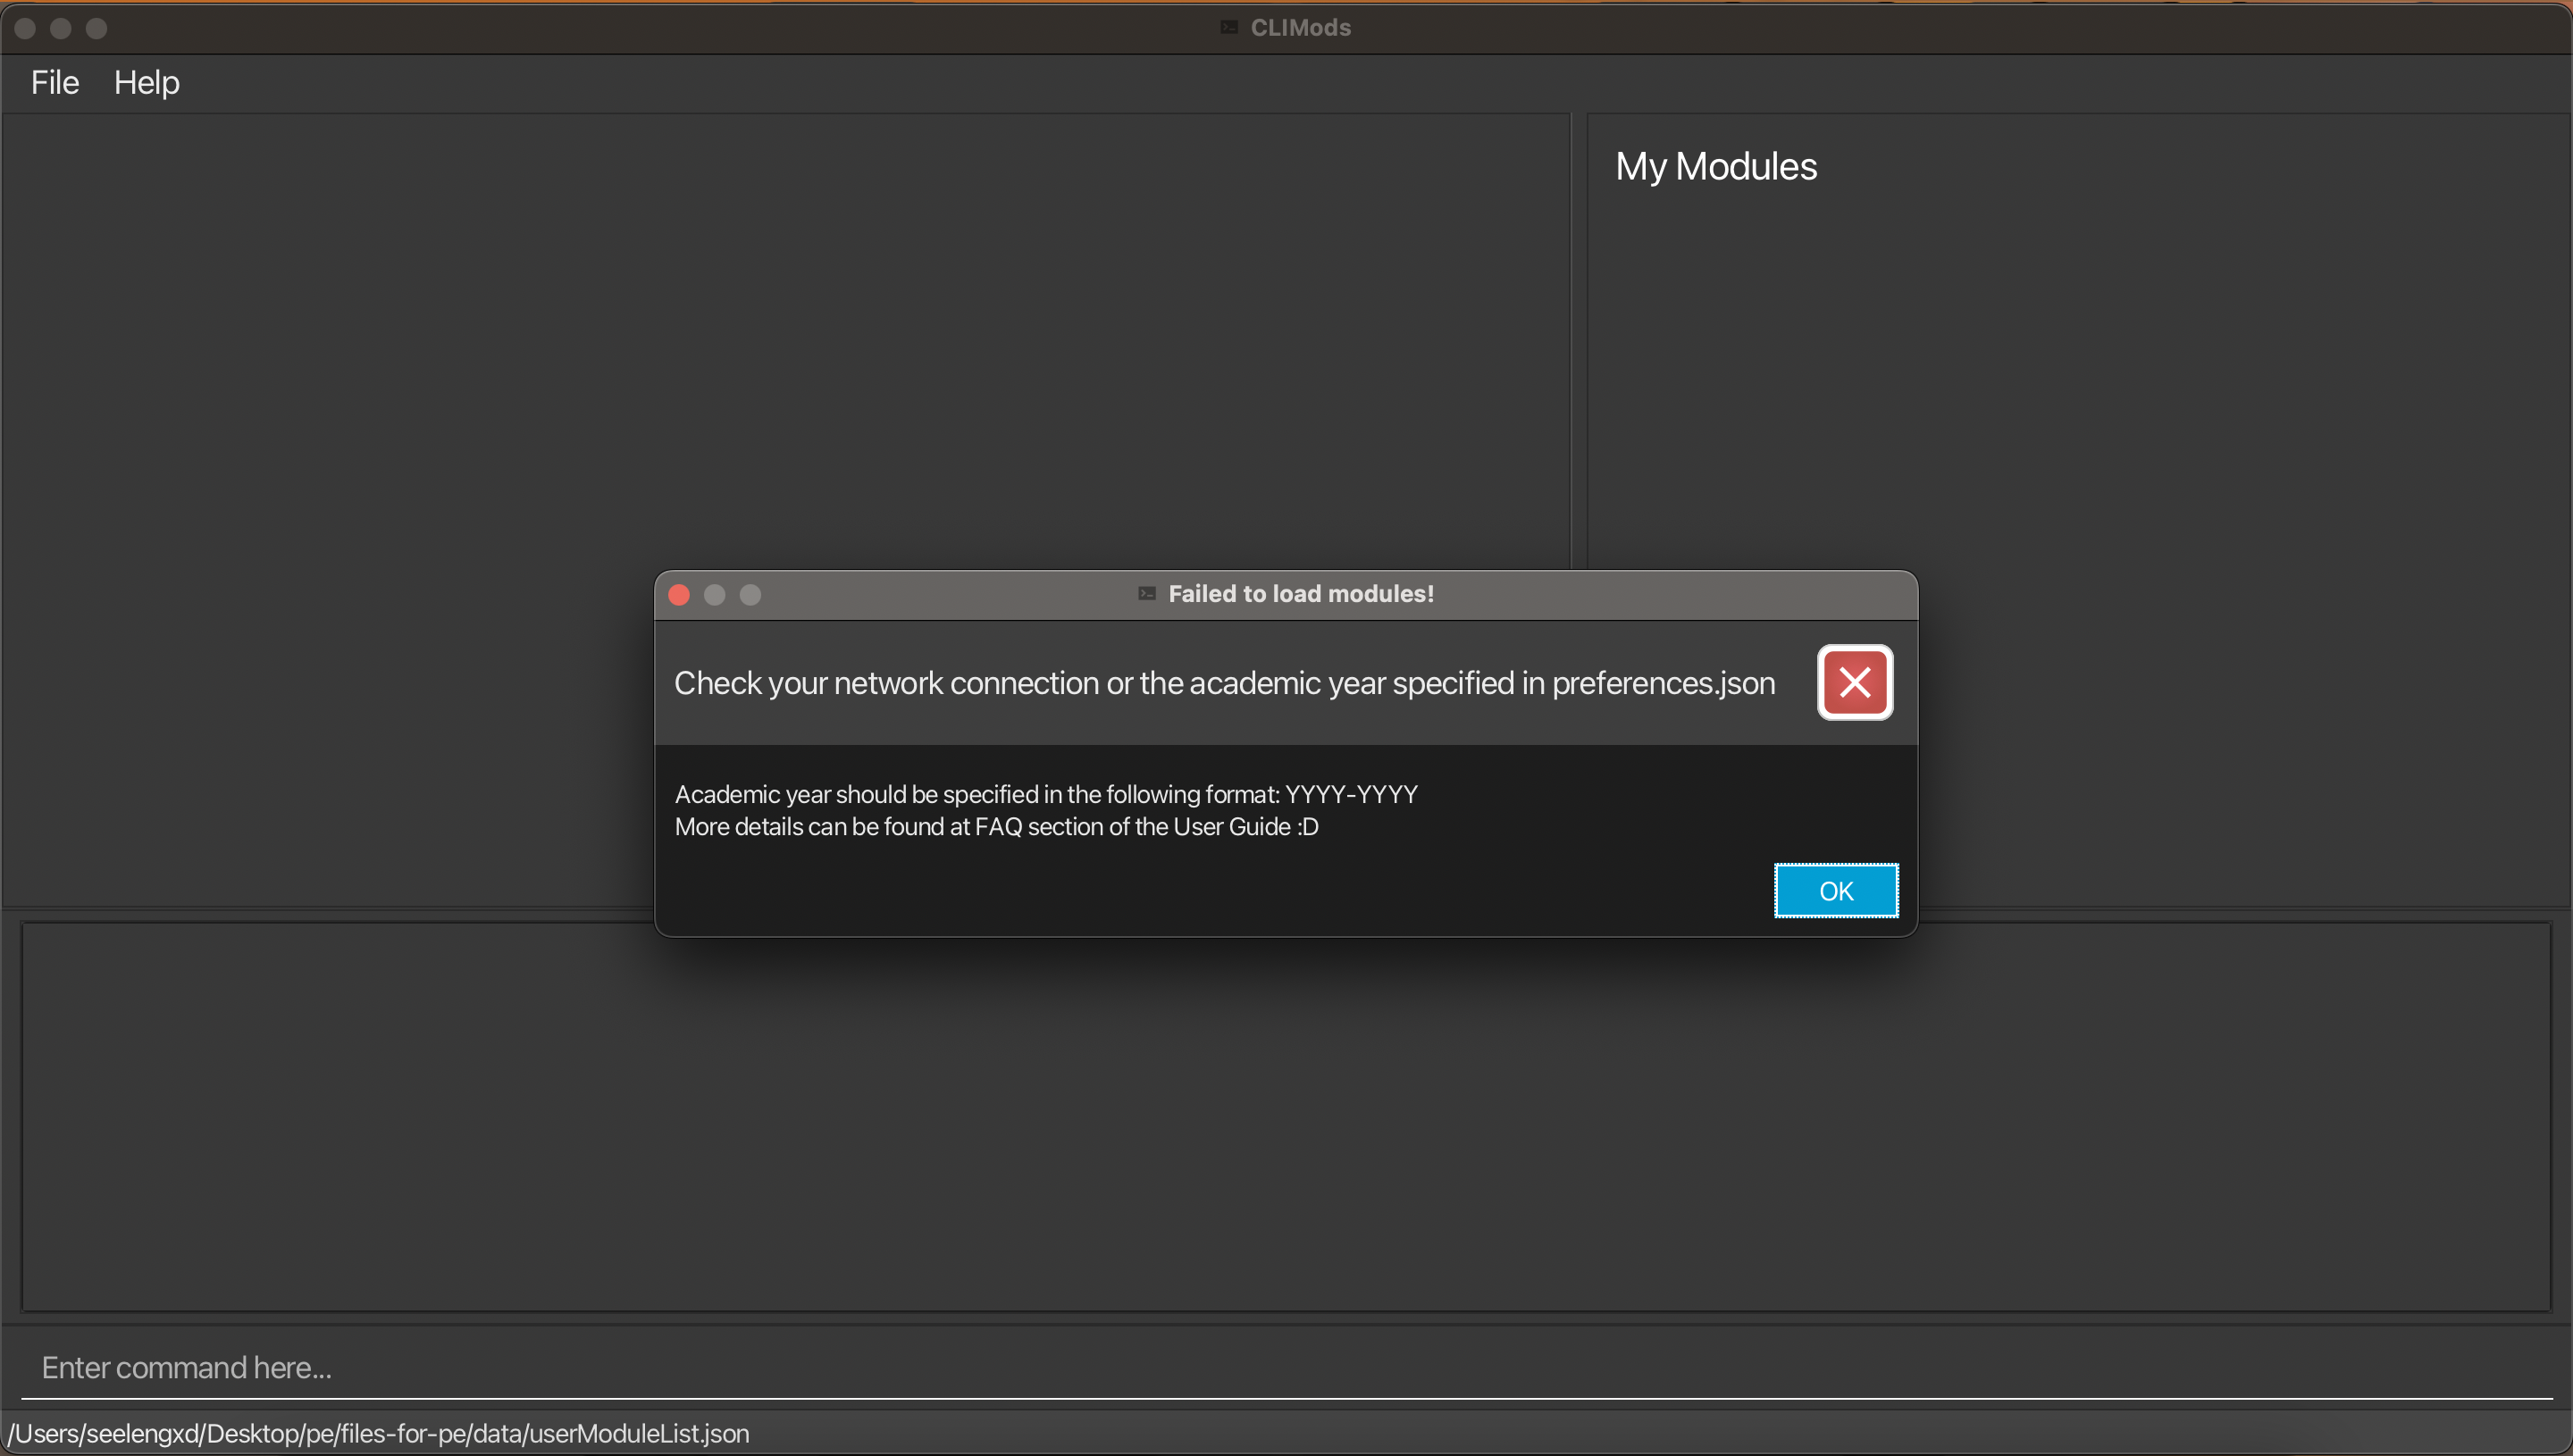 CLIMods
File Help
My Modules
Failed to load modules!
Check your network connection or the academic year specified in preferences.json
Academic year should be specified in the following format: YYYY-YYYY
More details can be found at FAQ section of the User Guide :D
OK
Enter command here...
/Users/seelengxd/Desktop/pe/files-for-pe/data/userModuleList.json